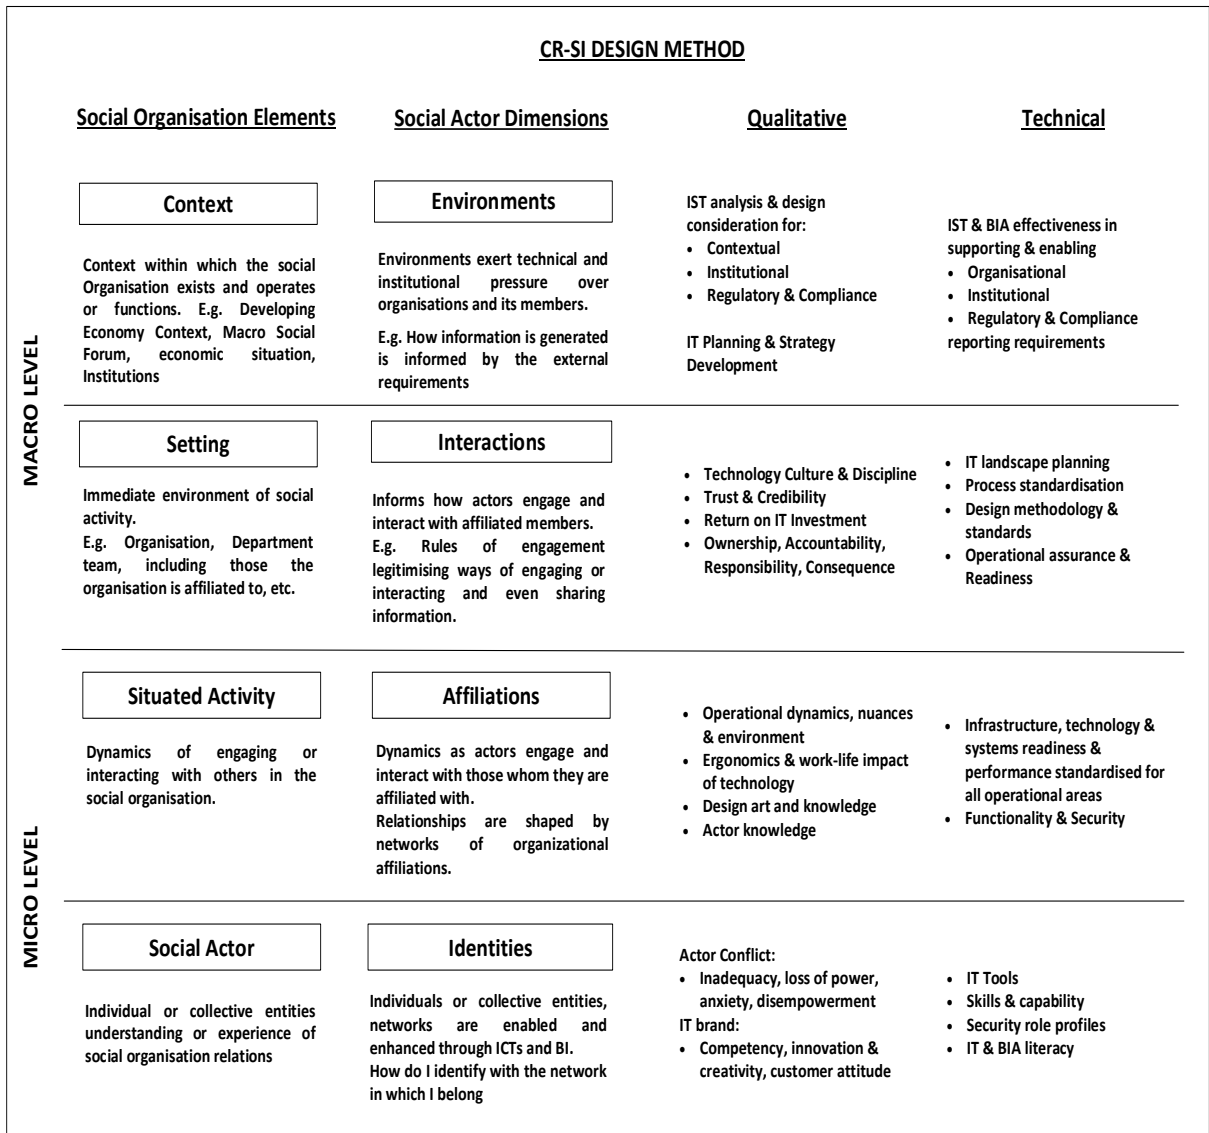 CR-SI DESIGN METHOD
Social Organisation Elements
Social Actor Dimensions
Qualitative
Technical
MACRO LEVEL
Context
Context within which the social
Organisation exists and operates
or functions. E.g. Developing
Economy Context, Macro Social
Forum, economic situation,
Institutions
Environments
Environments exert technical and
institutional pressure over
organisations and its members.
E.g. How information is generated
is informed by the external
requirements
IST analysis & design
consideration for:
• Contextual
• Institutional
• Regulatory & Compliance
IT Planning & Strategy
Development
IST & BIA effectiveness in
supporting & enabling
• Organisational
• Institutional
• Regulatory & Compliance
reporting requirements
Setting
Immediate environment of social
activity.
E.g. Organisation, Department
team, including those the
organisation is affiliated to, etc.
Interactions
Informs how actors engage and
interact with affiliated members.
E.g. Rules of engagement
legitimising ways of engaging or
interacting and even sharing
information.
• Technology Culture & Discipline
• Trust & Credibility
• Return on IT Investment
• Ownership, Accountability,
Responsibility, Consequence
• IT landscape planning
• Process standardisation
• Design methodology &
standards
• Operational assurance &
Readiness
MICRO LEVEL
Situated Activity
Dynamics of engaging or
interacting with others in the
social organisation.
Affiliations
Dynamics as actors engage and
interact with those whom they are
affiliated with.
Relationships are shaped by
networks of organizational
affiliations.
• Operational dynamics, nuances
& environment
• Ergonomics & work-life impact
of technology
• Design art and knowledge
• Actor knowledge
• Infrastructure, technology &
systems readiness &
performance standardised for
all operational areas
• Functionality & Security
Social Actor
Individual or collective entities
understanding or experience of
social organisation relations
Identities
Individuals or collective entities,
networks are enabled and
enhanced through ICTs and BI.
How do I identify with the network
in which I belong
Actor Conflict:
• Inadequacy, loss of power,
anxiety, disempowerment
IT brand:
• Competency, innovation &
creativity, customer attitude
• IT Tools
• Skills & capability
• Security role profiles
• IT & BIA literacy